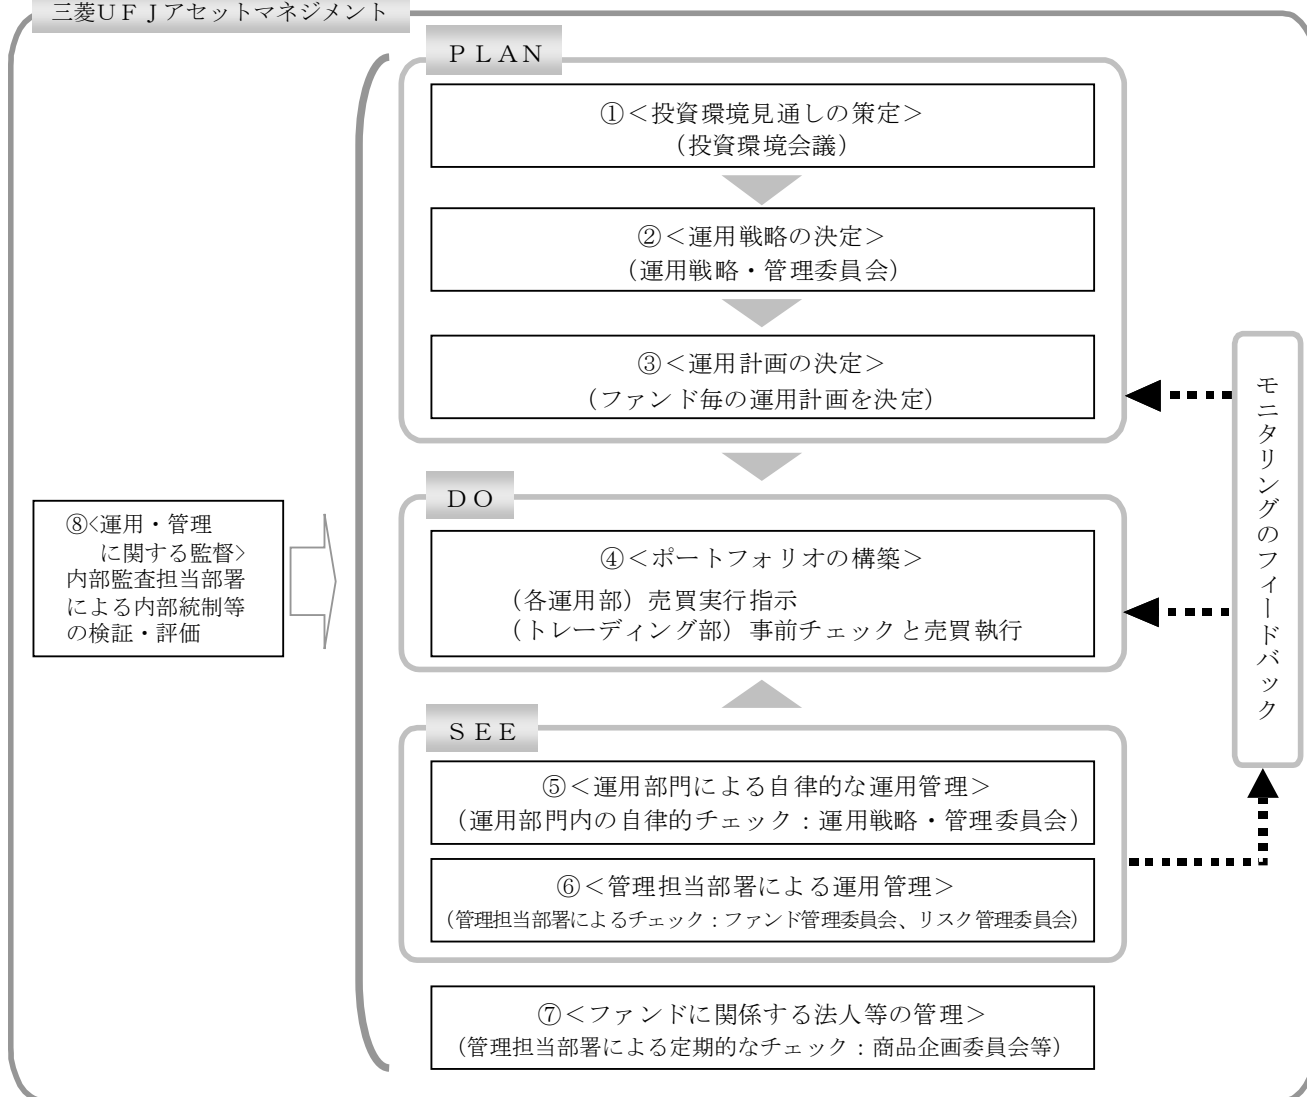 三菱ＵＦＪアセットマネジメント
ＰＬＡＮ
①＜投資環境見通しの策定＞
（投資環境会議）
②＜運用戦略の決定＞
（運用戦略・管理委員会）
③＜運用計画の決定＞
（ファンド毎の運用計画を決定）
ＤＯ
④＜ポートフォリオの構築＞
（各運用部）売買実行指示
（トレーディング部）事前チェックと売買執行
ＳＥＥ
⑤＜運用部門による自律的な運用管理＞
（運用部門内の自律的チェック：運用戦略・管理委員会）
⑥＜管理担当部署による運用管理＞
（管理担当部署によるチェック：ファンド管理委員会、リスク管理委員会）
⑦＜ファンドに関係する法人等の管理＞
（管理担当部署による定期的なチェック：商品企画委員会等）
⑧<運用・管理
に関する監督>
内部監査担当部署
による内部統制等
の検証・評価
モニタリングのフィードバック